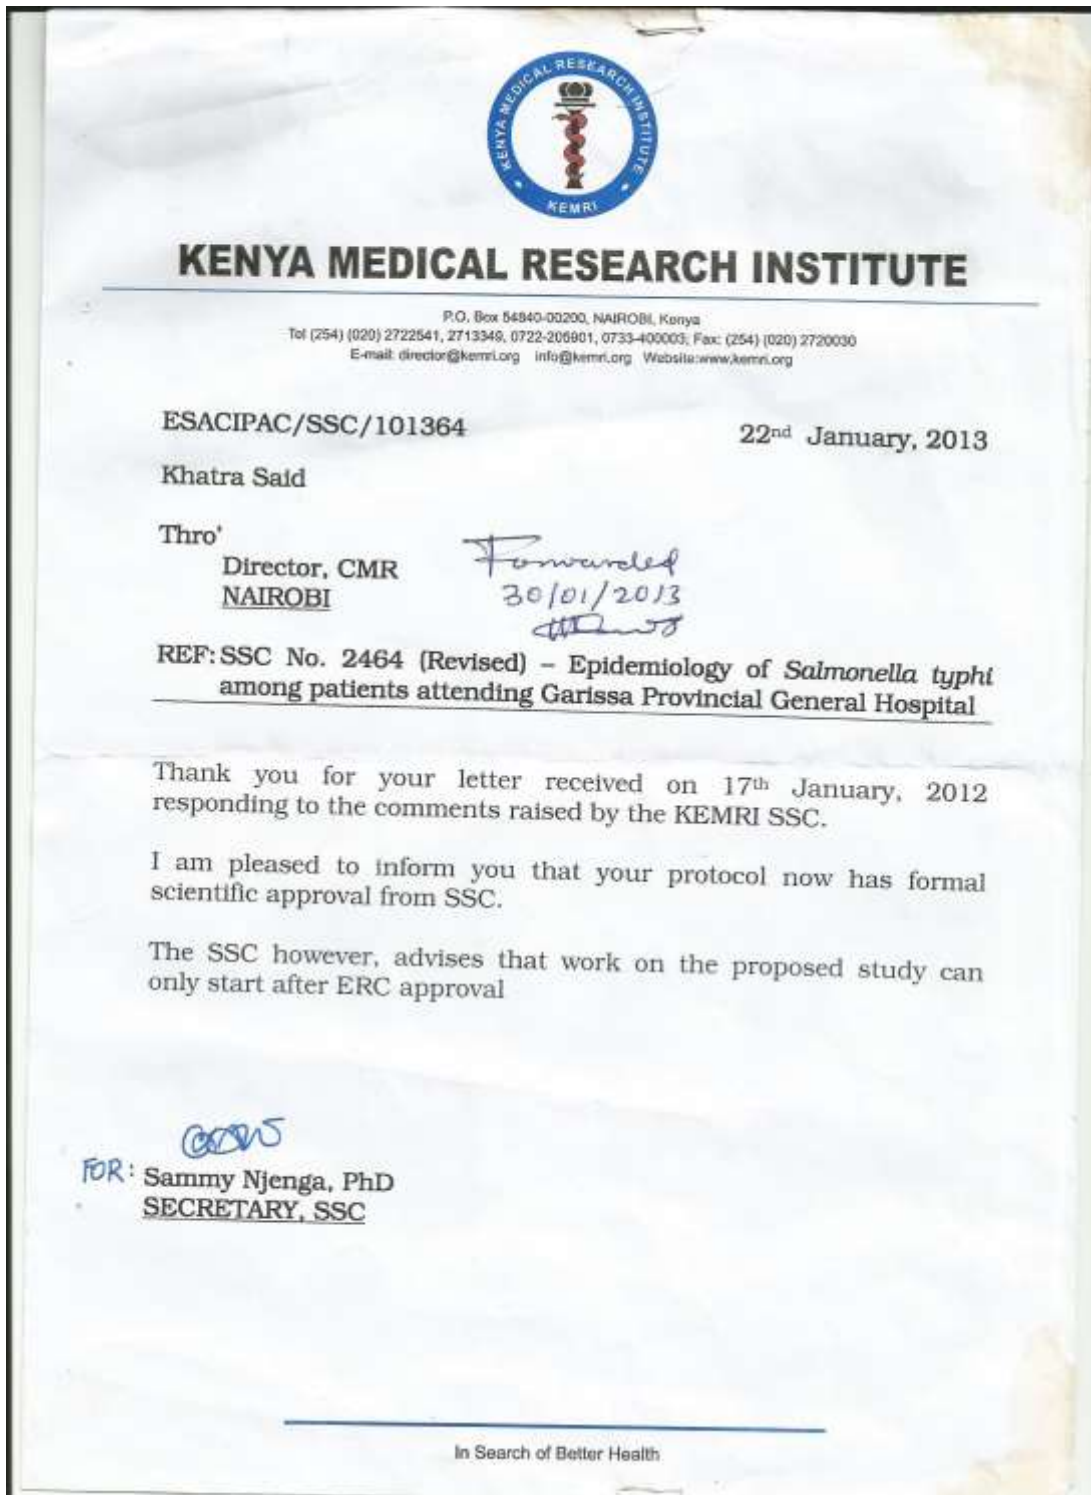 KENYA MEDICAL RESEARCH INSTITUTE
KEMRI
KENYA MEDICAL RESEARCH INSTITUTE
P.O. Box 54840-00200, NAIROBI, Kenya
Tel (254) (020) 2722541, 2713349, 0722-205901, 0733-400003; Fax: (254) (020) 2720030
E-mail: director@kemri.org info@kemri.org Website:www.kemri.org
ESACIPAC/SSC/101364
22nd January, 2013
Khatra Said
Thro'
Director, CMR
NAIROBI
Forwarded
30/01/2013
REF: SSC No. 2464 (Revised) – Epidemiology of Salmonella typhi
among patients attending Garissa Provincial General Hospital
Thank you for your letter received on 17th January, 2012
responding to the comments raised by the KEMRI SSC.
I am pleased to inform you that your protocol now has formal
scientific approval from SSC.
The SSC however, advises that work on the proposed study can
only start after ERC approval
FOR: Sammy Njenga, PhD
SECRETARY, SSC
In Search of Better Health